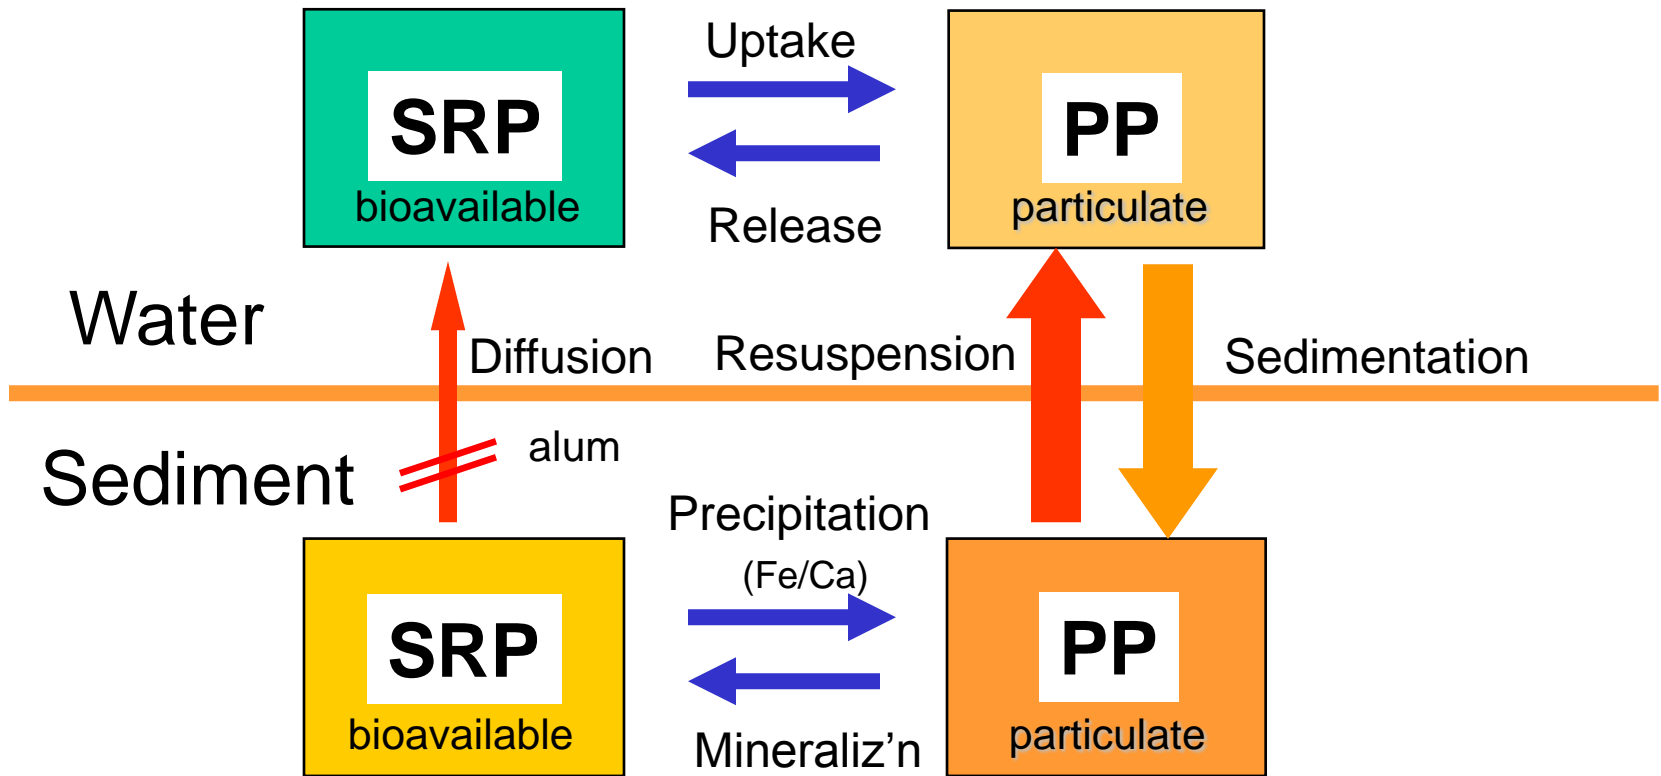 Uptake
SRP
bioavailable
PP
particulate
Release
Water
Diffusion
Resuspension
Sedimentation
Sediment
alum
Precipitation
(Fe/Ca)
SRP
bioavailable
PP
particulate
Mineraliz’n